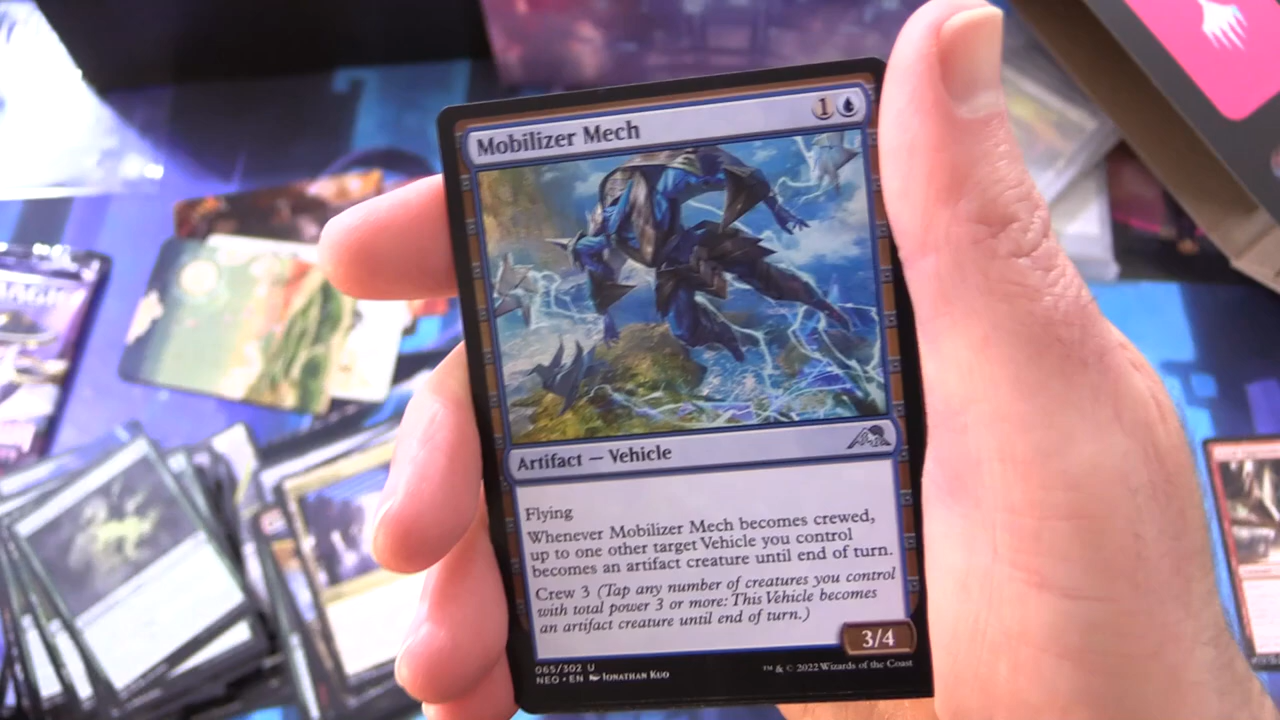 Mobilizer Mech
1
Artifact — Vehicle
Flying
Whenever Mobilizer Mech becomes crewed,
up to one other target Vehicle you control
becomes an artifact creature until end of turn.
Crew 3 (Tap any number of creatures you control
with total power 3 or more: This Vehicle becomes
an artifact creature until end of turn.)
3/4
065/302 U
NEO • EN Jonathan Kuo
™ & © 2022 Wizards of the Coast